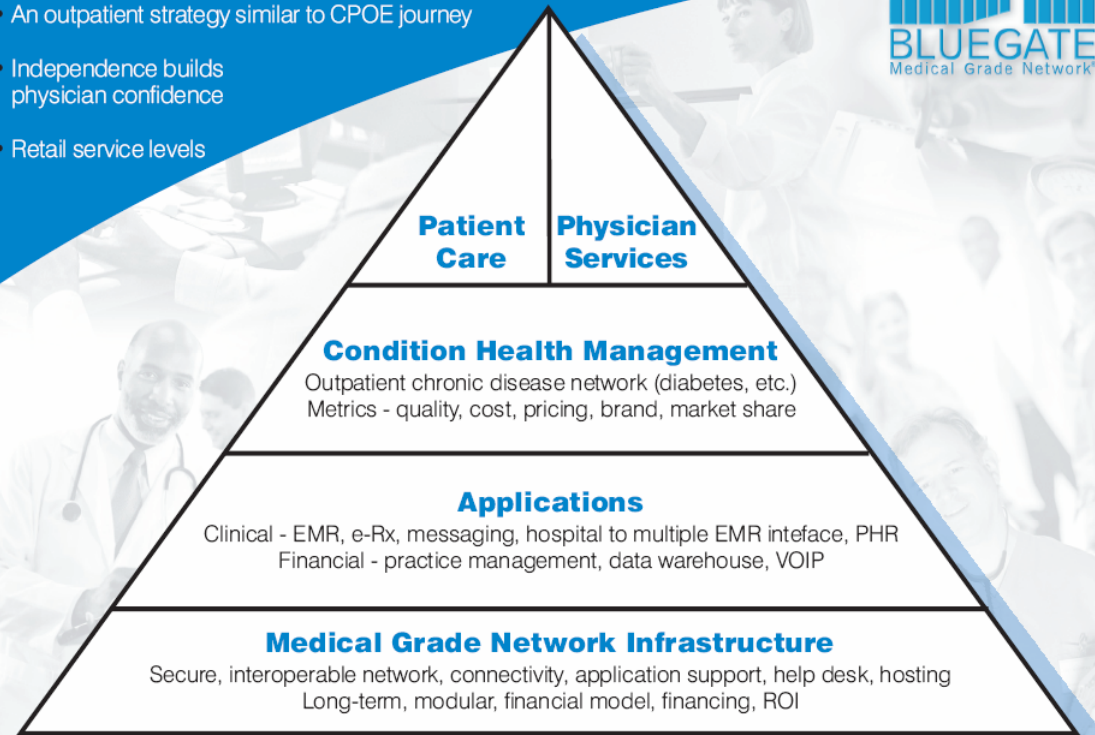 • An outpatient strategy similar to CPOE journey
• Independence builds
physician confidence
• Retail service levels
BLUEGATE
Medical Grade Network®
Patient
Care
Physician
Services
Condition Health Management
Outpatient chronic disease network (diabetes, etc.)
Metrics - quality, cost, pricing, brand, market share
Applications
Clinical - EMR, e-Rx, messaging, hospital to multiple EMR inteface, PHR
Financial - practice management, data warehouse, VOIP
Medical Grade Network Infrastructure
Secure, interoperable network, connectivity, application support, help desk, hosting
Long-term, modular, financial model, financing, ROI